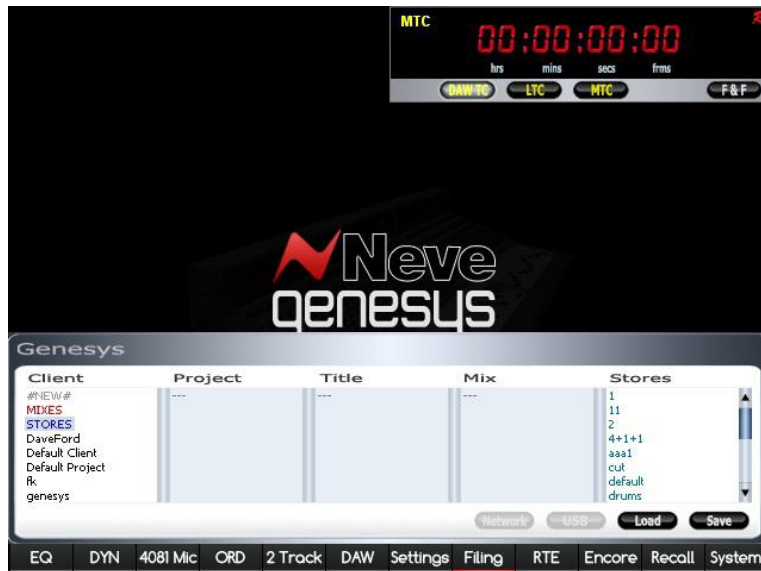 MTC
00:00:00:00
hrs mins secs frms
DAW TC LTC MTC F & F
Neve
genesys
Genesys
Client Project Title Mix Stores
#NEW# --- --- --- 1
MIXES 11
STORES 2
DaveFord 4+1+1
Default Client aaa1
Default Project cut
fk default
genesys drums
Network USB Load Save
EQ DYN 4081 Mic ORD 2 Track DAW Settings Filing RTE Encore Recall System